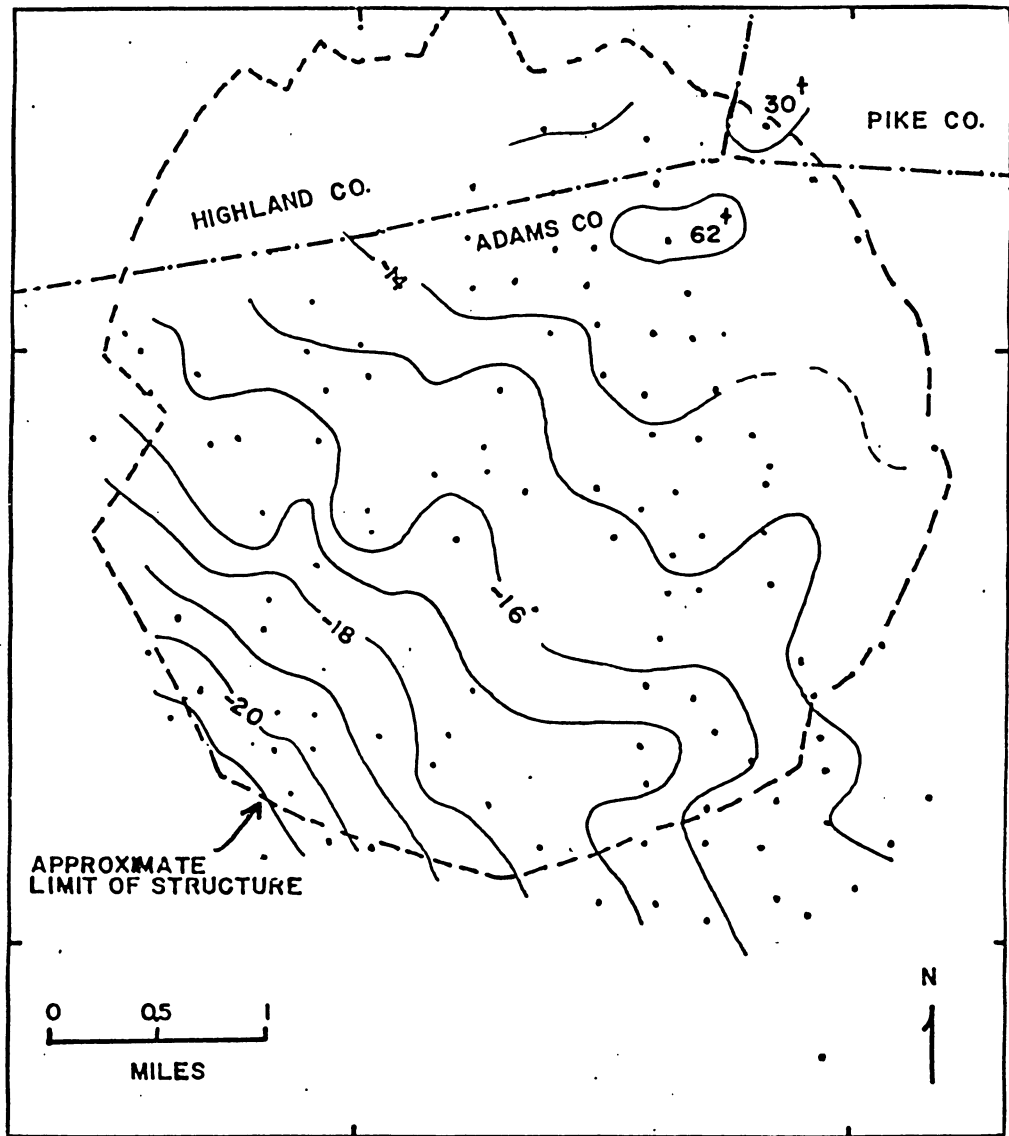 30+
PIKE CO.
HIGHLAND CO.
ADAMS CO
62+
-14
-16
-18
-20
APPROXIMATE
LIMIT OF STRUCTURE
0 0.5 1
MILES
N